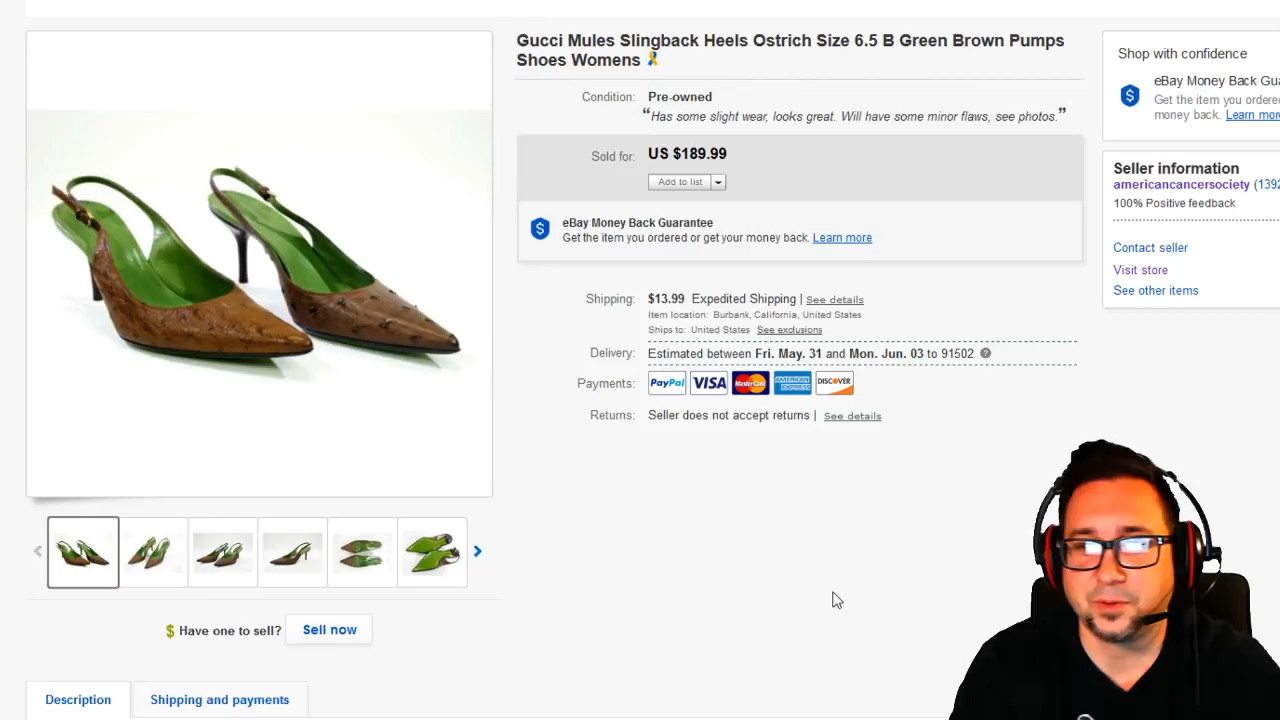 Gucci Mules Slingback Heels Ostrich Size 6.5 B Green Brown Pumps
Shoes Womens
Condition: Pre-owned
“Has some slight wear, looks great. Will have some minor flaws, see photos.”
Sold for: US $189.99
Add to list
eBay Money Back Guarantee
Get the item you ordered or get your money back. Learn more
Shipping: $13.99 Expedited Shipping | See details
Item location: Burbank, California, United States
Ships to: United States See exclusions
Delivery: Estimated between Fri. May. 31 and Mon. Jun. 03 to 91502
Payments: PayPal VISA MasterCard AMERICAN EXPRESS DISCOVER
Returns: Seller does not accept returns | See details
Shop with confidence
eBay Money Back Gua
Get the item you ordered
money back. Learn more
Seller information
americancancersociety (1392
100% Positive feedback
Contact seller
Visit store
See other items
$ Have one to sell? Sell now
Description
Shipping and payments